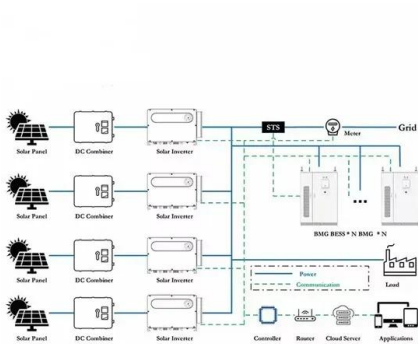 STS
Grid
Meter
Solar Panel
DC Combiner
Solar Inverter
Solar Panel
DC Combiner
Solar Inverter
BMG BESS * N BMG * N
Solar Panel
DC Combiner
Solar Inverter
Power
Communication
Load
Solar Panel
DC Combiner
Solar Inverter
Controller
Router
Cloud Server
Applications